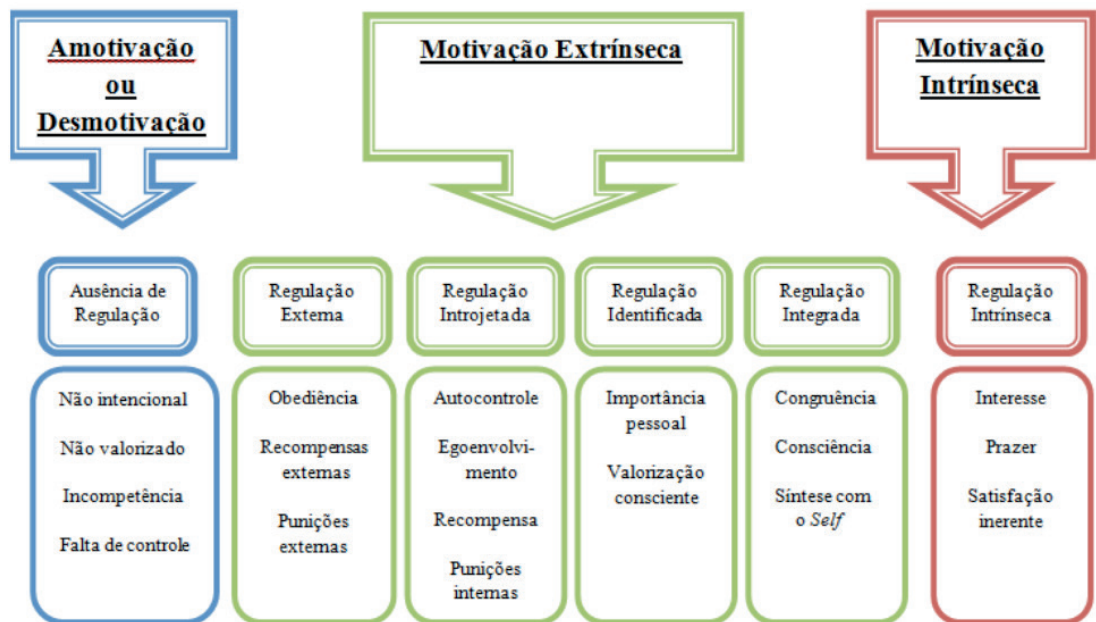 Amotivação
ou
Desmotivação
Motivação Extrínseca
Motivação
Intrínseca
Ausência de
Regulação
Regulação
Externa
Regulação
Introjetada
Regulação
Identificada
Regulação
Integrada
Regulação
Intrínseca
Não intencional
Não valorizado
Incompetência
Falta de controle
Obediência
Recompensas
externas
Punições
externas
Autocontrole
Egoenvolvi-
mento
Recompensa
Punições
internas
Importância
pessoal
Valorização
consciente
Congruência
Consciência
Síntese com
o Self
Interesse
Prazer
Satisfação
inerente